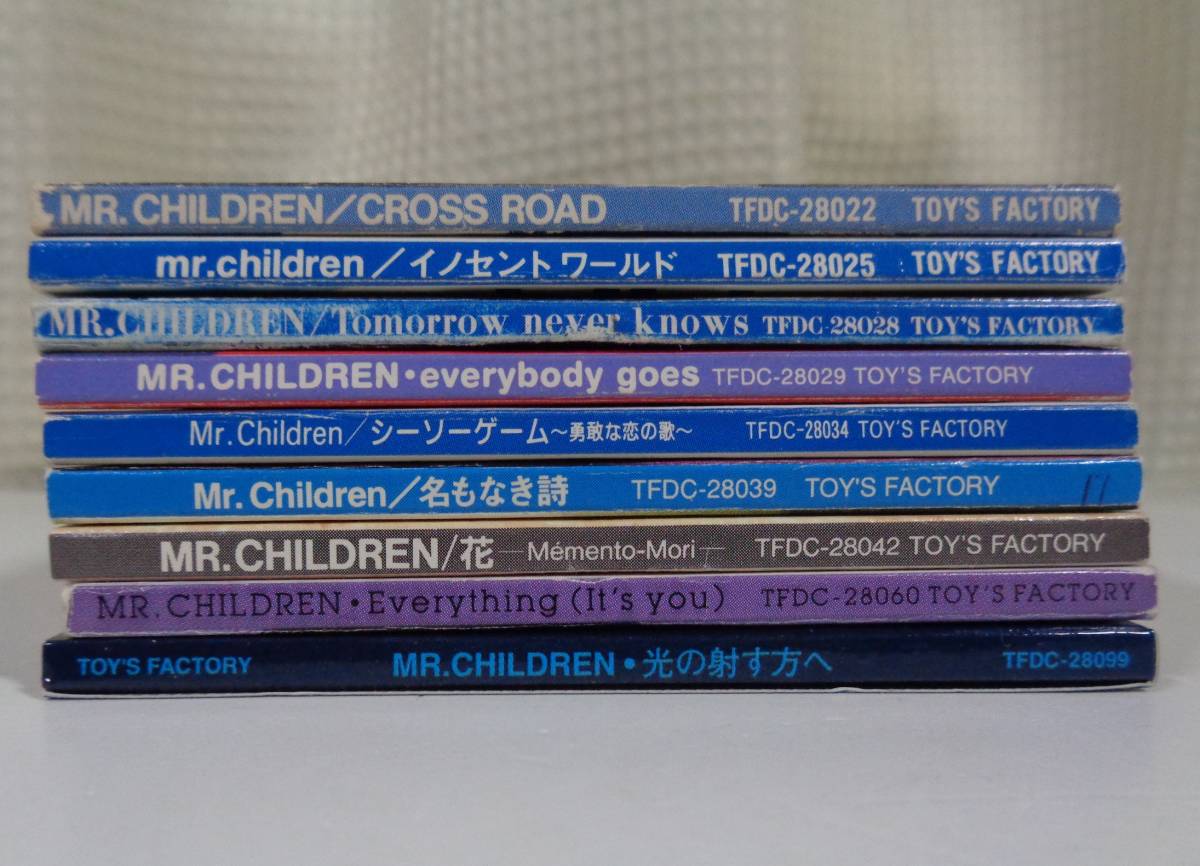 MR. CHILDREN/CROSS ROAD TFDC-28022 TOY'S FACTORY
mr.children/イノセント ワールド TFDC-28025 TOY'S FACTORY
MR.CHILDREN/Tomorrow never knows TFDC-28028 TOY'S FACTORY
MR.CHILDREN・everybody goes TFDC-28029 TOY'S FACTORY
Mr.Children/シーソーゲーム〜勇敢な恋の歌〜 TFDC-28034 TOY'S FACTORY
Mr. Children/名もなき詩 TFDC-28039 TOY'S FACTORY 17
MR.CHILDREN/花 —Mémento-Mori— TFDC-28042 TOY'S FACTORY
MR.CHILDREN・Everything (It's you) TFDC-28060 TOY'S FACTORY
TOY'S FACTORY MR.CHILDREN・光の射す方へ TFDC-28099